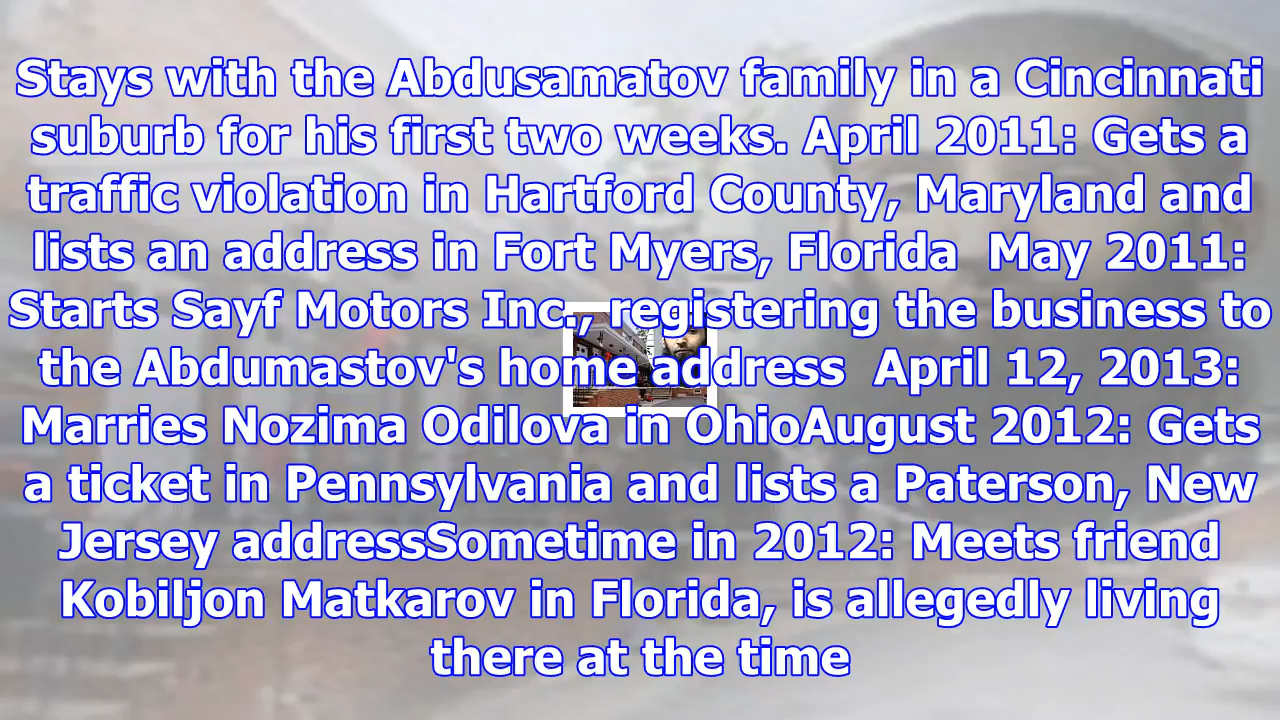 Stays with the Abdusamatov family in a Cincinnati
suburb for his first two weeks. April 2011: Gets a
traffic violation in Hartford County, Maryland and
lists an address in Fort Myers, Florida  May 2011:
Starts Sayf Motors Inc., registering the business to
the Abdumastov's home address  April 12, 2013:
Marries Nozima Odilova in OhioAugust 2012: Gets
a ticket in Pennsylvania and lists a Paterson, New
Jersey addressSometime in 2012: Meets friend
Kobiljon Matkarov in Florida, is allegedly living
there at the time